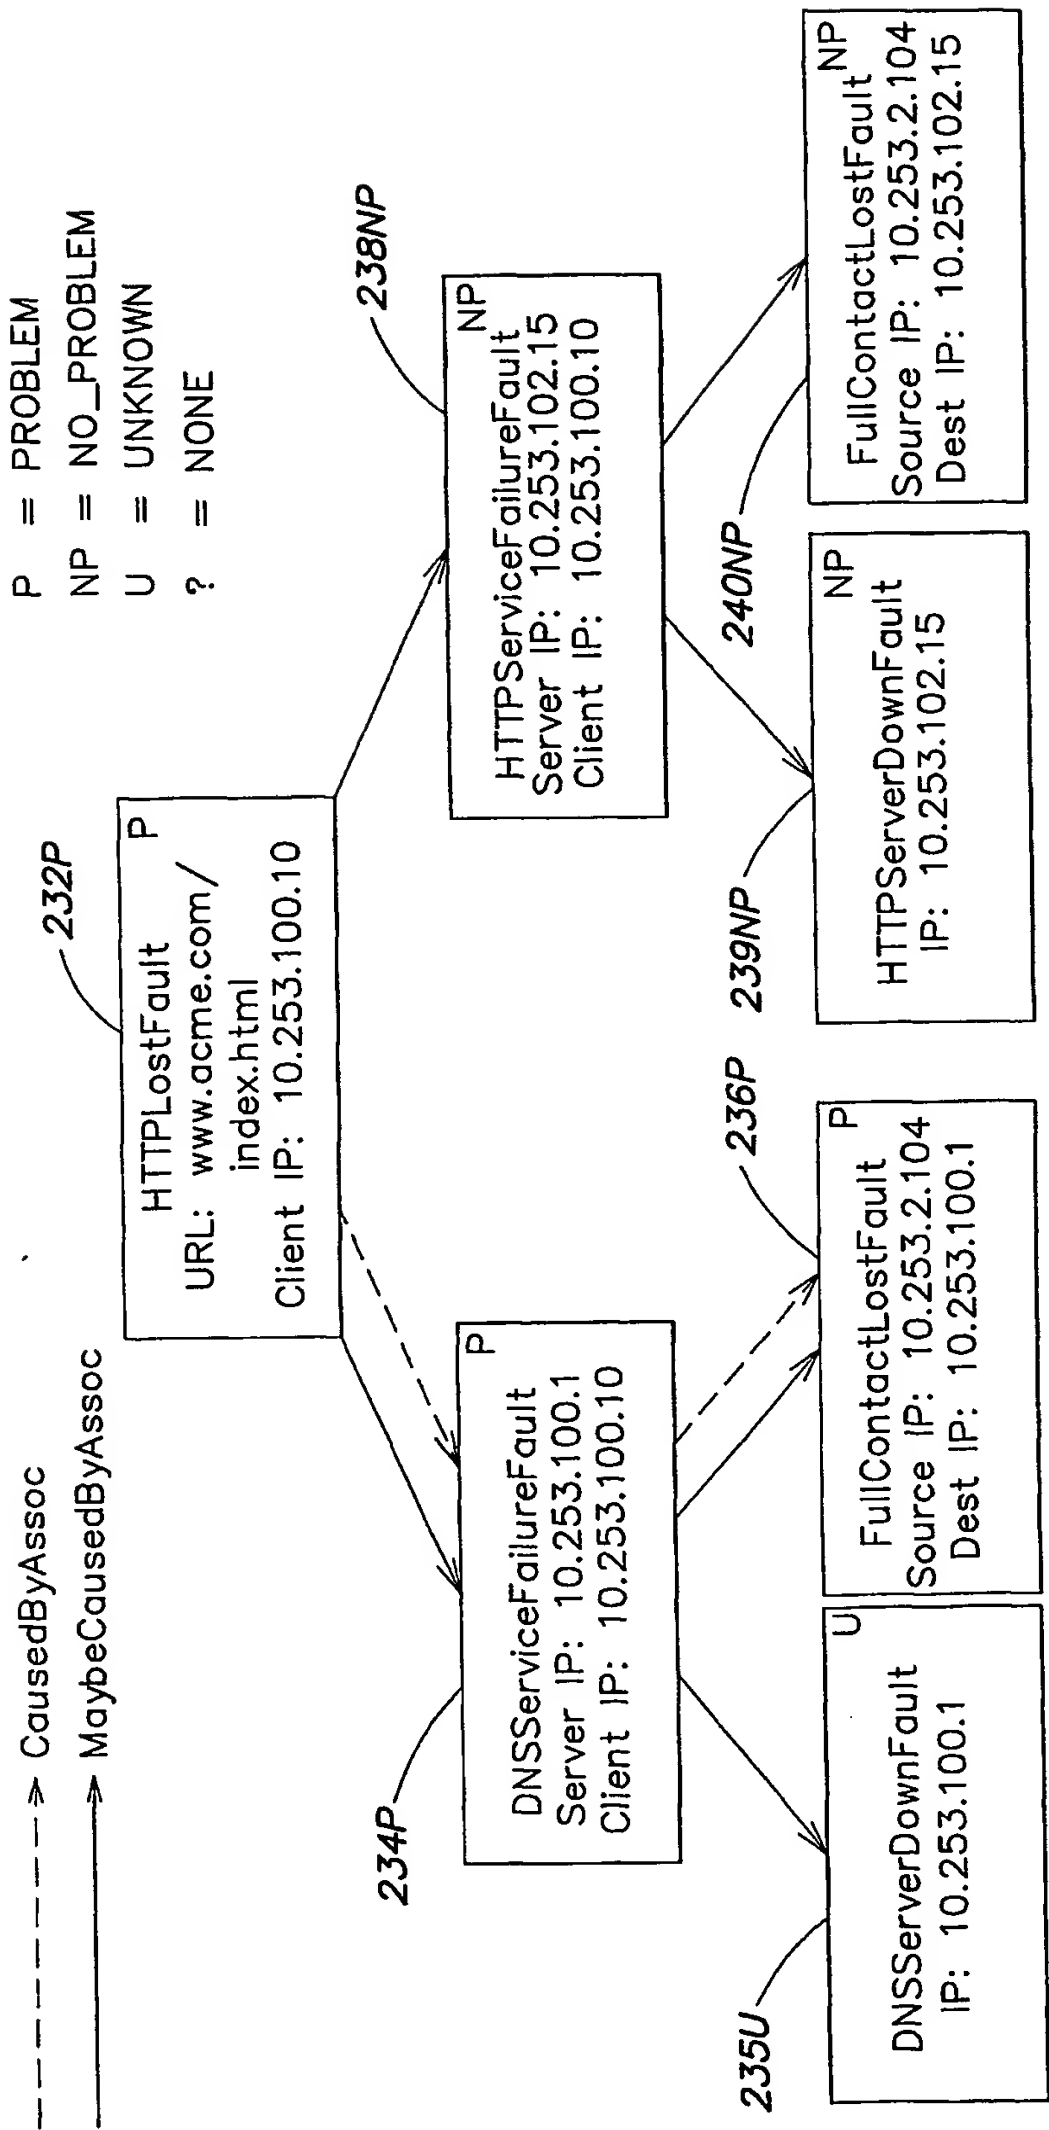 CausedByAssoc
MaybeCausedByAssoc
P = PROBLEM
NP = NO_PROBLEM
U = UNKNOWN
? = NONE
232P
HTTPLostFault P
URL: www.acme.com/
index.html
Client IP: 10.253.100.10
234P
DNSServiceFailureFault P
Server IP: 10.253.100.1
Client IP: 10.253.100.10
238NP
HTTPServiceFailureFault NP
Server IP: 10.253.102.15
Client IP: 10.253.100.10
235U
DNSServerDownFault U
IP: 10.253.100.1
236P
FullContactLostFault P
Source IP: 10.253.2.104
Dest IP: 10.253.100.1
239NP
HTTPServerDownFault NP
IP: 10.253.102.15
240NP
FullContactLostFault NP
Source IP: 10.253.2.104
Dest IP: 10.253.102.15